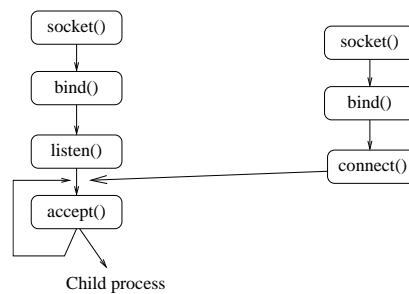 socket()
bind()
listen()
accept()
Child process
socket()
bind()
connect()